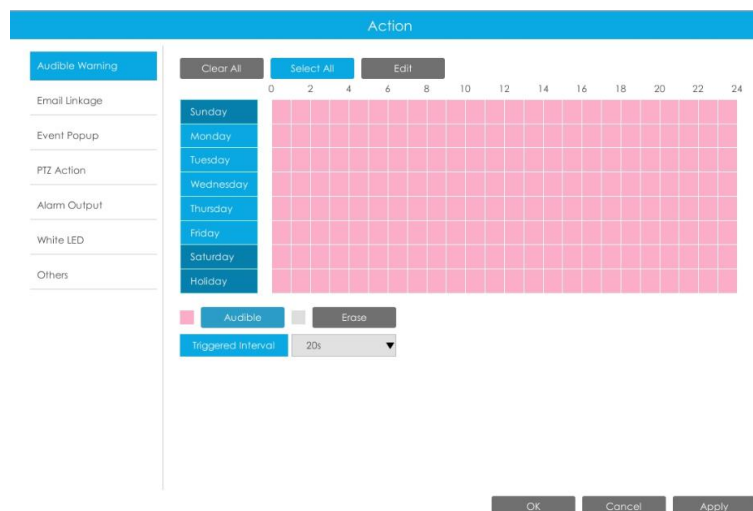 Action
Audible Warning
Email Linkage
Event Popup
PTZ Action
Alarm Output
White LED
Others
Clear All Select All Edit
0 2 4 6 8 10 12 14 16 18 20 22 24
Sunday
Monday
Tuesday
Wednesday
Thursday
Friday
Saturday
Holiday
Audible Erase
Triggered Interval 20s
OK Cancel Apply